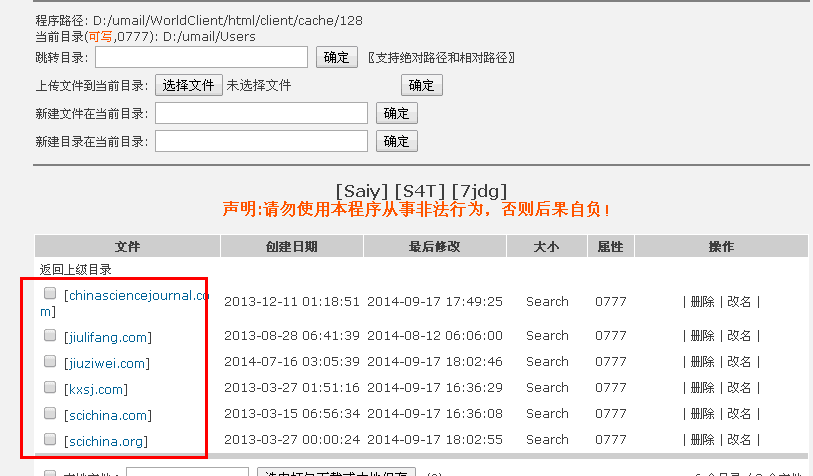 程序路径: D:/umail/WorldClient/html/client/cache/128
当前目录(可写,0777): D:/umail/Users
跳转目录: 确定 〖支持绝对路径和相对路径〗
上传文件到当前目录: 选择文件 未选择文件 确定
新建文件在当前目录: 确定
新建目录在当前目录: 确定
[Saiy] [S4T] [7jdg]
声明:请勿使用本程序从事非法行为，否则后果自负!
文件 创建日期 最后修改 大小 属性 操作
返回上级目录
[chinasciencejournal.co
m] 2013-12-11 01:18:51 2014-09-17 17:49:25 Search 0777 | 删除 | 改名 |
[jiulifang.com] 2013-08-28 06:41:39 2014-08-12 06:06:00 Search 0777 | 删除 | 改名 |
[jiuziwei.com] 2014-07-16 03:05:39 2014-09-17 18:02:46 Search 0777 | 删除 | 改名 |
[kxsj.com] 2013-03-27 01:51:16 2014-09-17 16:36:29 Search 0777 | 删除 | 改名 |
[scichina.com] 2013-03-15 06:56:34 2014-09-17 16:36:08 Search 0777 | 删除 | 改名 |
[scichina.org] 2013-03-27 00:00:24 2014-09-17 18:02:55 Search 0777 | 删除 | 改名 |